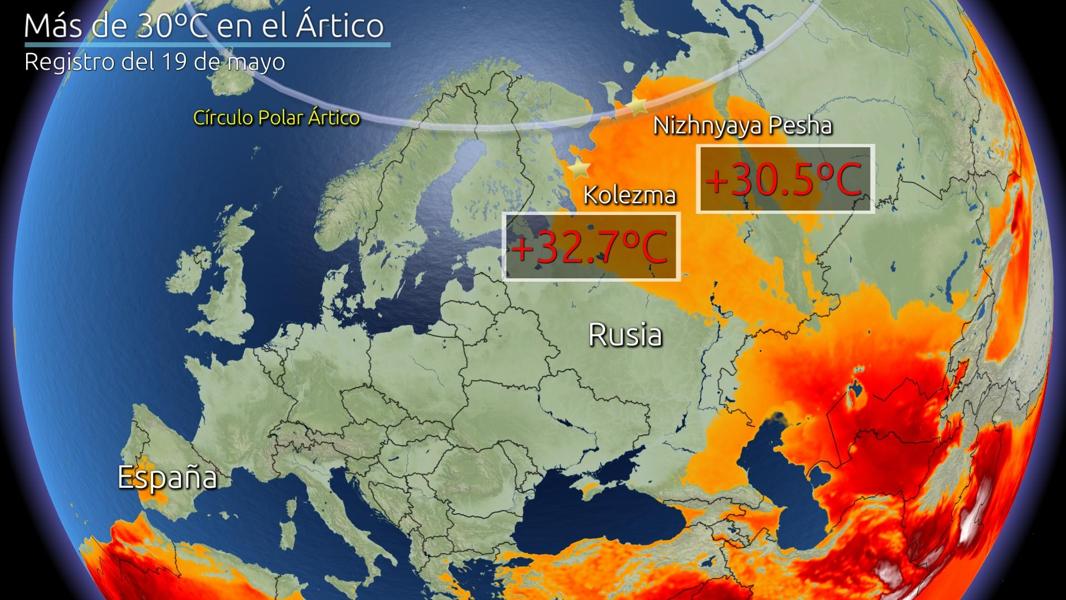 Más de 30ºC en el Ártico
Registro del 19 de mayo
Círculo Polar Ártico
Nizhnyaya Pesha
+30.5ºC
Kolezma
+32.7ºC
Rusia
España